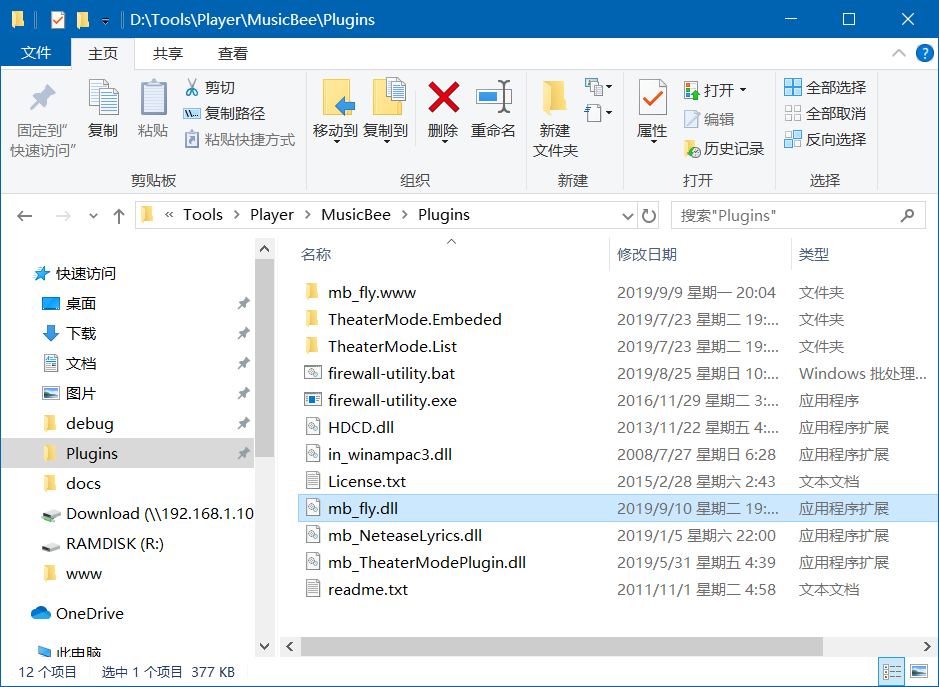 D:\Tools\Player\MusicBee\Plugins
文件 主页 共享 查看
固定到"快速访问" 复制 粘贴 剪切 复制路径 粘贴快捷方式
移动到 复制到 删除 重命名
新建文件夹
属性 打开 编辑 历史记录
全部选择 全部取消 反向选择
剪贴板 组织 新建 打开 选择
« Tools › Player › MusicBee › Plugins 搜索"Plugins"
快速访问
桌面
下载
文档
图片
debug
Plugins
docs
Download (\\192.168.1.10
RAMDISK (R:)
www
OneDrive
此电脑
名称 修改日期 类型
mb_fly.www 2019/9/9 星期一 20:04 文件夹
TheaterMode.Embeded 2019/7/23 星期二 19:... 文件夹
TheaterMode.List 2019/7/23 星期二 19:... 文件夹
firewall-utility.bat 2019/8/25 星期日 10:... Windows 批处理...
firewall-utility.exe 2016/11/29 星期二 3:... 应用程序
HDCD.dll 2013/11/22 星期五 4:... 应用程序扩展
in_winampac3.dll 2008/7/27 星期日 6:28 应用程序扩展
License.txt 2015/2/28 星期六 2:43 文本文档
mb_fly.dll 2019/9/10 星期二 19:... 应用程序扩展
mb_NeteaseLyrics.dll 2019/1/5 星期六 22:00 应用程序扩展
mb_TheaterModePlugin.dll 2019/5/31 星期五 4:39 应用程序扩展
readme.txt 2011/11/1 星期二 4:58 文本文档
12 个项目 选中 1 个项目 377 KB